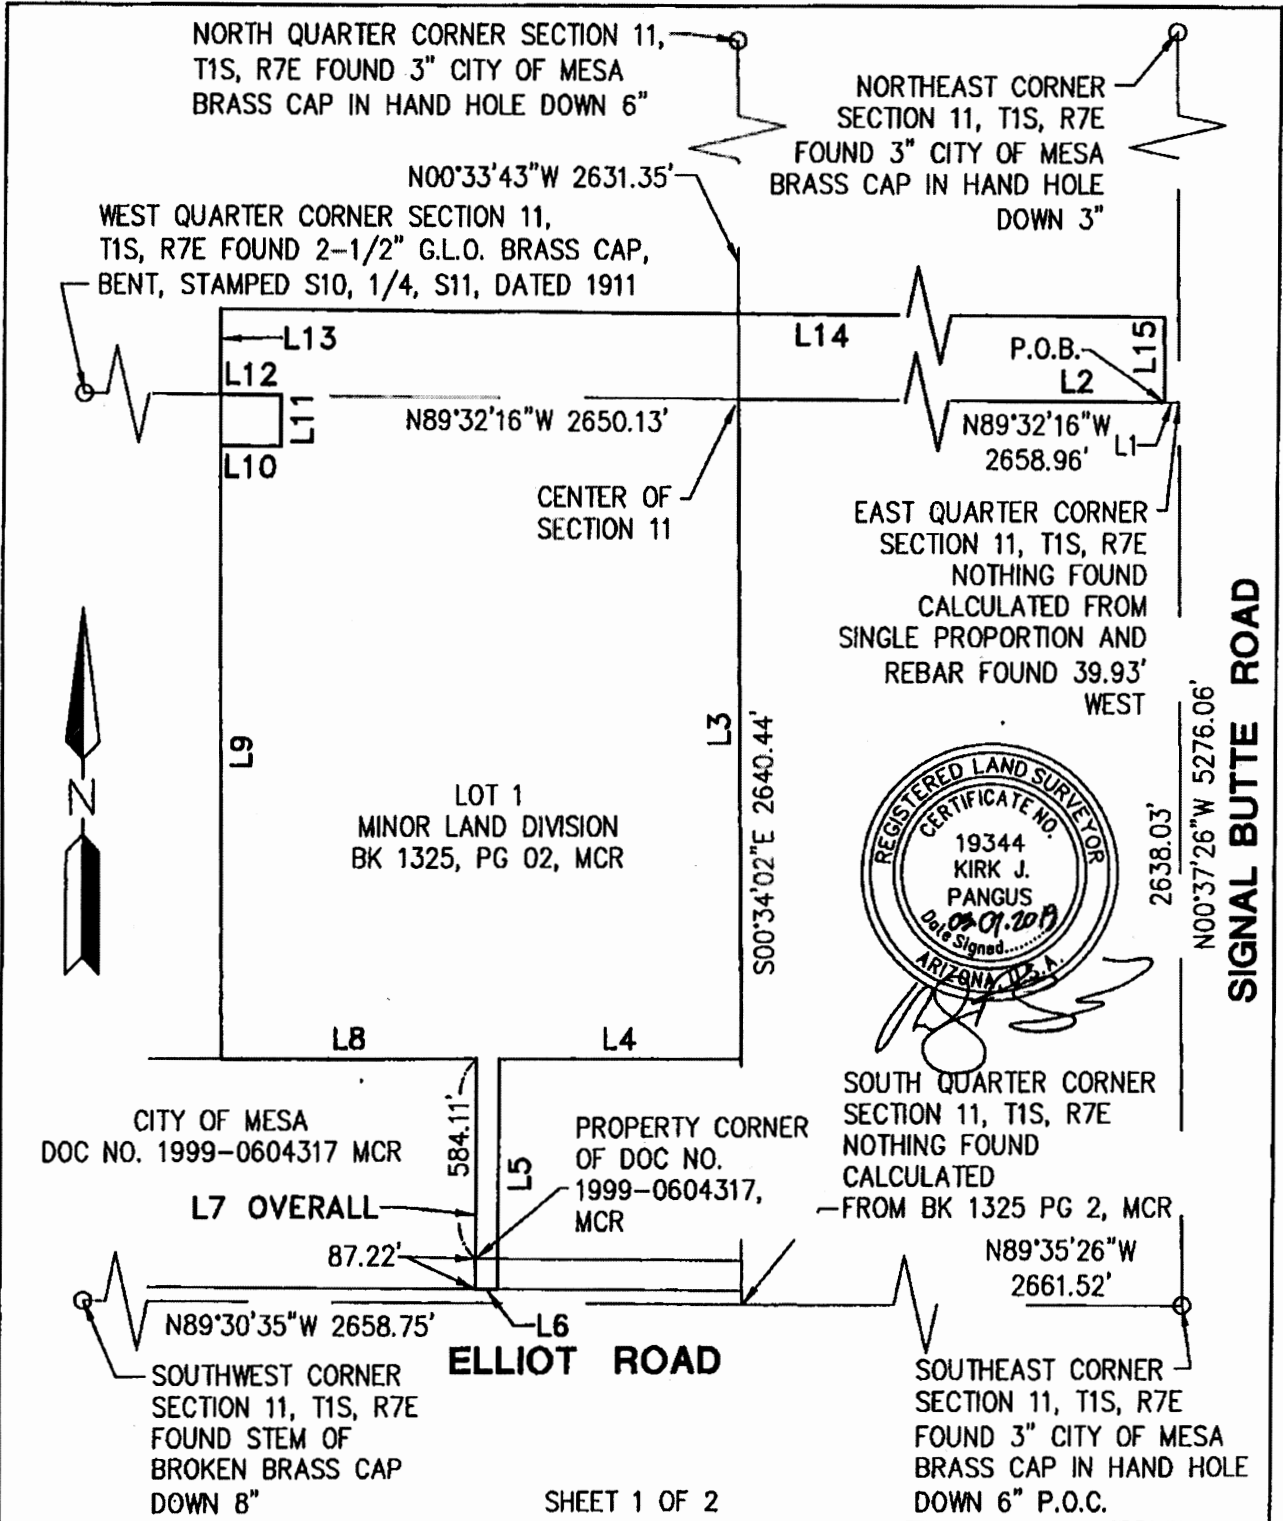 NORTH QUARTER CORNER SECTION 11,
T1S, R7E FOUND 3" CITY OF MESA
BRASS CAP IN HAND HOLE DOWN 6"
NORTHEAST CORNER
SECTION 11, T1S, R7E
FOUND 3" CITY OF MESA
BRASS CAP IN HAND HOLE
DOWN 3"
N00°33'43"W 2631.35'
WEST QUARTER CORNER SECTION 11,
T1S, R7E FOUND 2-1/2" G.L.O. BRASS CAP,
BENT, STAMPED S10, 1/4, S11, DATED 1911
L13
L14
L15
P.O.B.
L12
L2
L11
N89°32'16"W 2650.13'
N89°32'16"W
2658.96'
L1
L10
CENTER OF
SECTION 11
EAST QUARTER CORNER
SECTION 11, T1S, R7E
NOTHING FOUND
CALCULATED FROM
SINGLE PROPORTION AND
REBAR FOUND 39.93'
WEST
N
L9
L3
S00°34'02"E 2640.44'
LOT 1
MINOR LAND DIVISION
BK 1325, PG 02, MCR
REGISTERED LAND SURVEYOR
CERTIFICATE NO.
19344
KIRK J.
PANGUS
Date Signed
ARIZONA, U.S.A.
2638.03'
N00°37'26"W 5276.06'
SIGNAL BUTTE ROAD
L8
L4
CITY OF MESA
DOC NO. 1999-0604317 MCR
584.11'
L5
PROPERTY CORNER
OF DOC NO.
1999-0604317,
MCR
SOUTH QUARTER CORNER
SECTION 11, T1S, R7E
NOTHING FOUND
CALCULATED
FROM BK 1325 PG 2, MCR
L7 OVERALL
87.22'
N89°35'26"W
2661.52'
N89°30'35"W 2658.75'
L6
ELLIOT ROAD
SOUTHWEST CORNER
SECTION 11, T1S, R7E
FOUND STEM OF
BROKEN BRASS CAP
DOWN 8"
SOUTHEAST CORNER
SECTION 11, T1S, R7E
FOUND 3" CITY OF MESA
BRASS CAP IN HAND HOLE
DOWN 6" P.O.C.
SHEET 1 OF 2